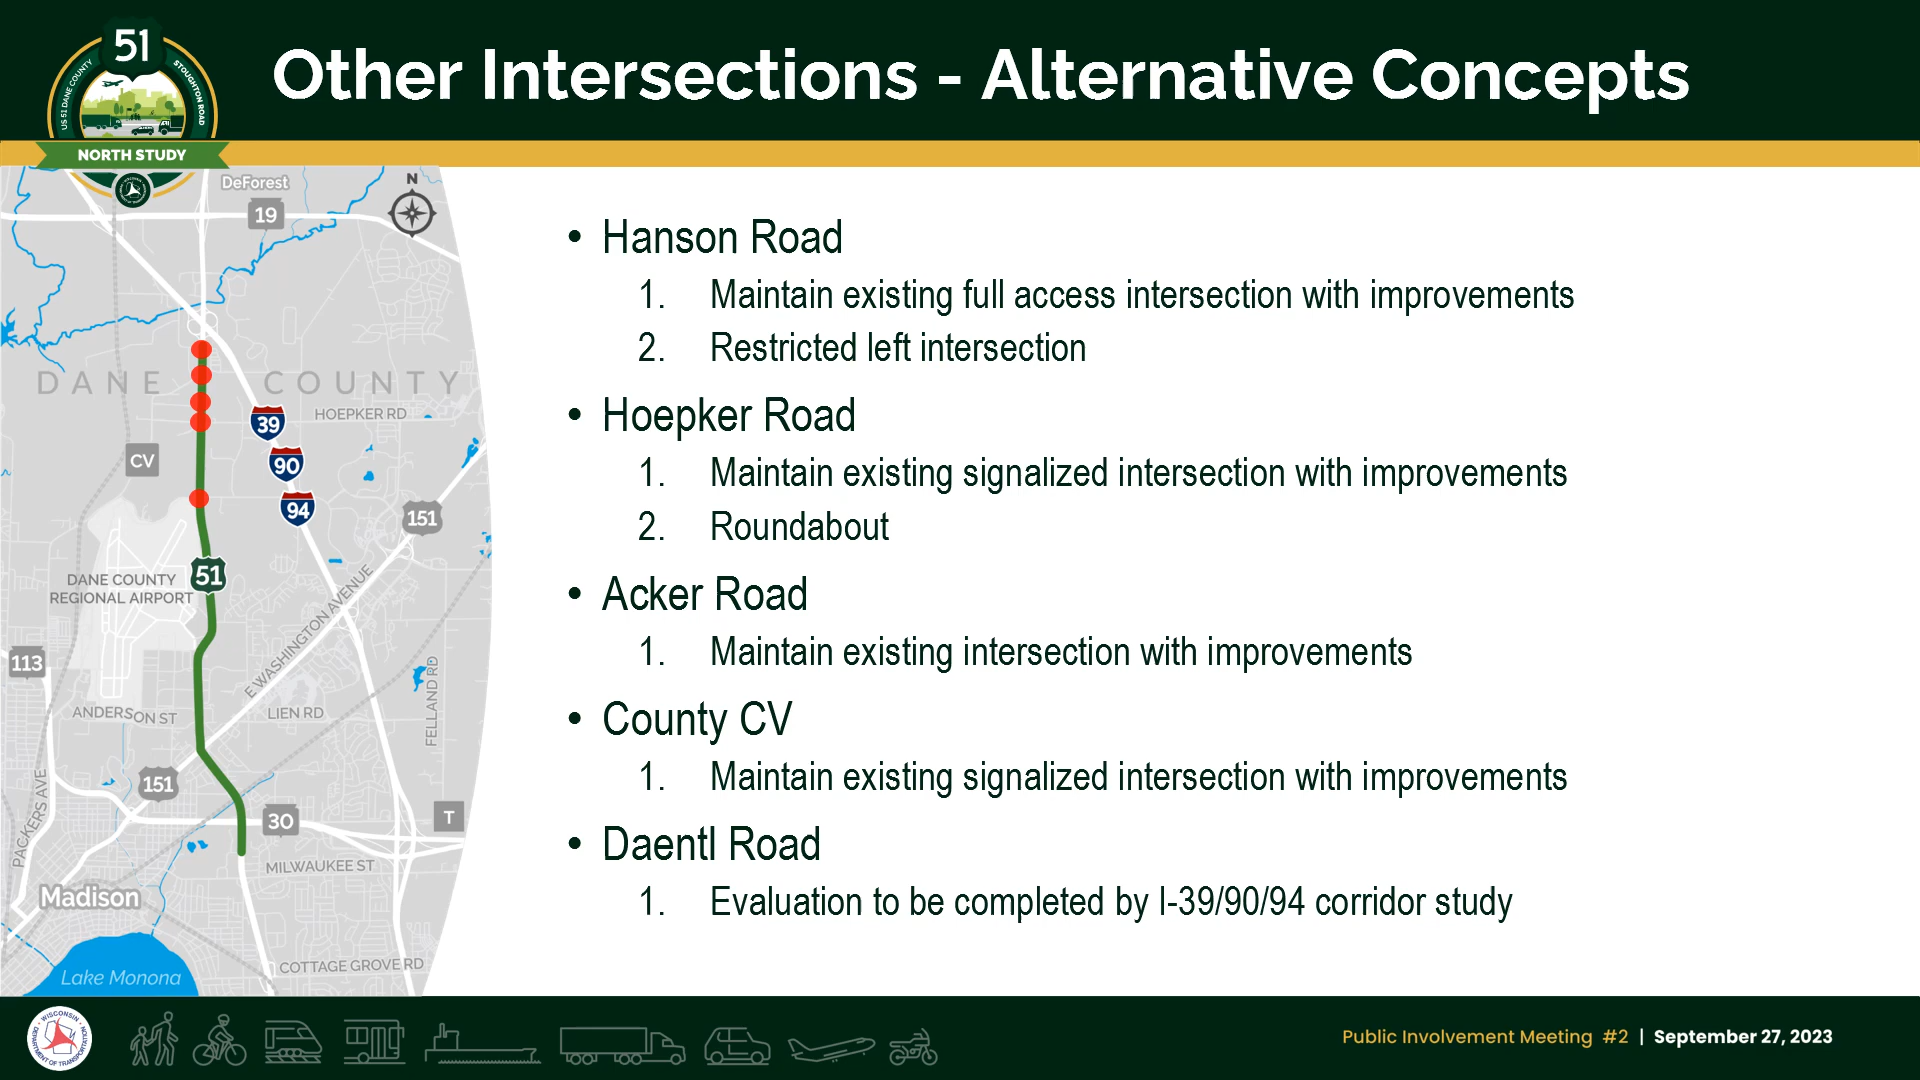 Other Intersections - Alternative Concepts
51
US 51 DANE COUNTY
STOUGHTON ROAD
NORTH STUDY
DeForest
N
19
DANE COUNTY
HOEPKER RD
39
CV
90
94
151
51
DANE COUNTY
REGIONAL AIRPORT
E WASHINGTON AVENUE
113
FELLAND RD
ANDERSON ST
LIEN RD
151
PACKERS AVE
30
T
MILWAUKEE ST
Madison
COTTAGE GROVE RD
Lake Monona
• Hanson Road
1. Maintain existing full access intersection with improvements
2. Restricted left intersection
• Hoepker Road
1. Maintain existing signalized intersection with improvements
2. Roundabout
• Acker Road
1. Maintain existing intersection with improvements
• County CV
1. Maintain existing signalized intersection with improvements
• Daentl Road
1. Evaluation to be completed by I-39/90/94 corridor study
WISCONSIN
DEPARTMENT OF TRANSPORTATION
Public Involvement Meeting #2 | September 27, 2023